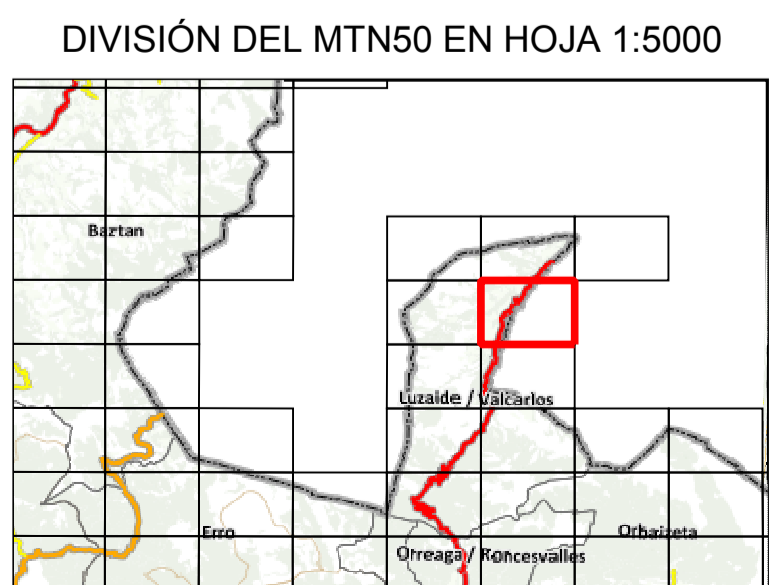 DIVISIÓN DEL MTN50 EN HOJA 1:5000
Baztan
Luzaide / Valcarlos
Erro
Orbaizeta
Orreaga / Roncesvalles